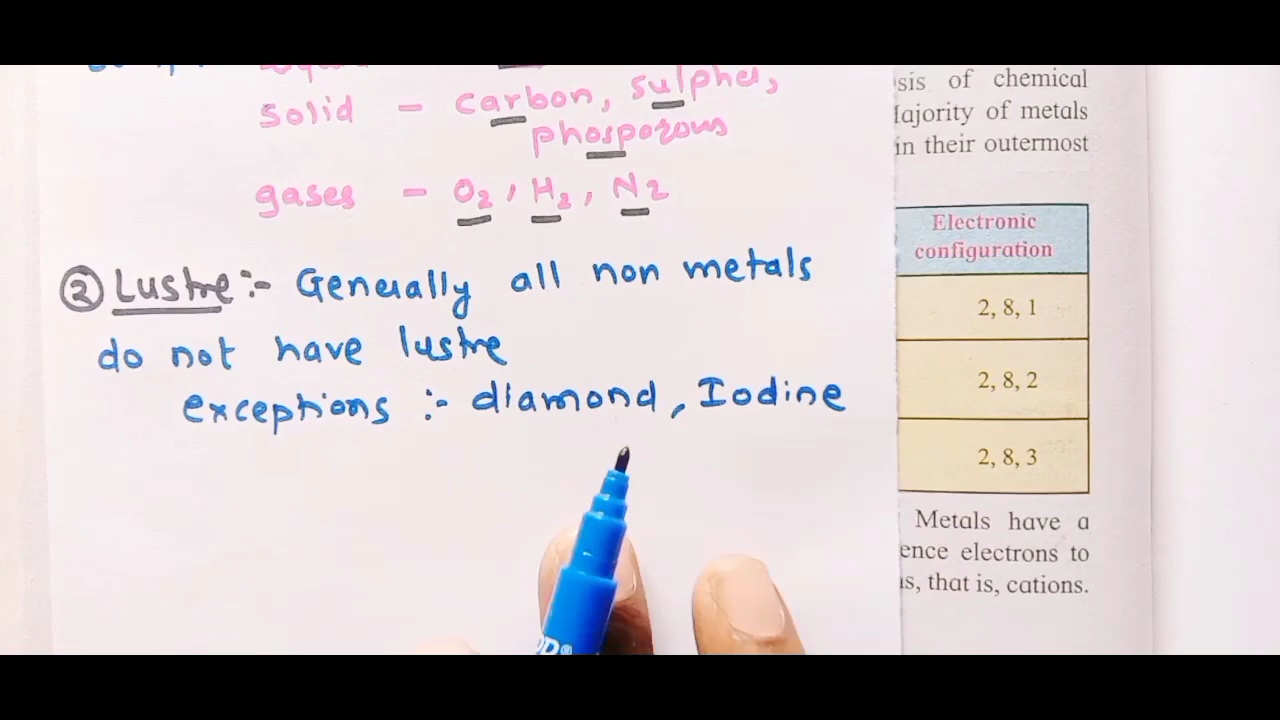 solid - carbon, sulpher,
phosporous
gases - O2, H2, N2
② Lustre :- Generally all non metals
do not have lustre
exceptions :- diamond, Iodine
sis of chemical
ajority of metals
in their outermost
Electronic
configuration
2, 8, 1
2, 8, 2
2, 8, 3
Metals have a
ence electrons to
s, that is, cations.